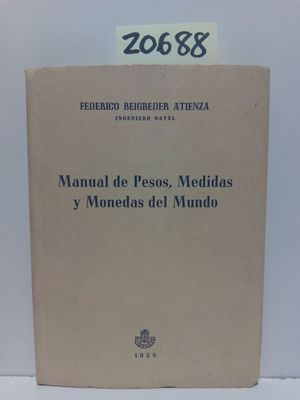 20688
FEDERICO BEIGBEDER ATIENZA
INGENIERO NAVAL
Manual de Pesos, Medidas
y Monedas del Mundo
1959